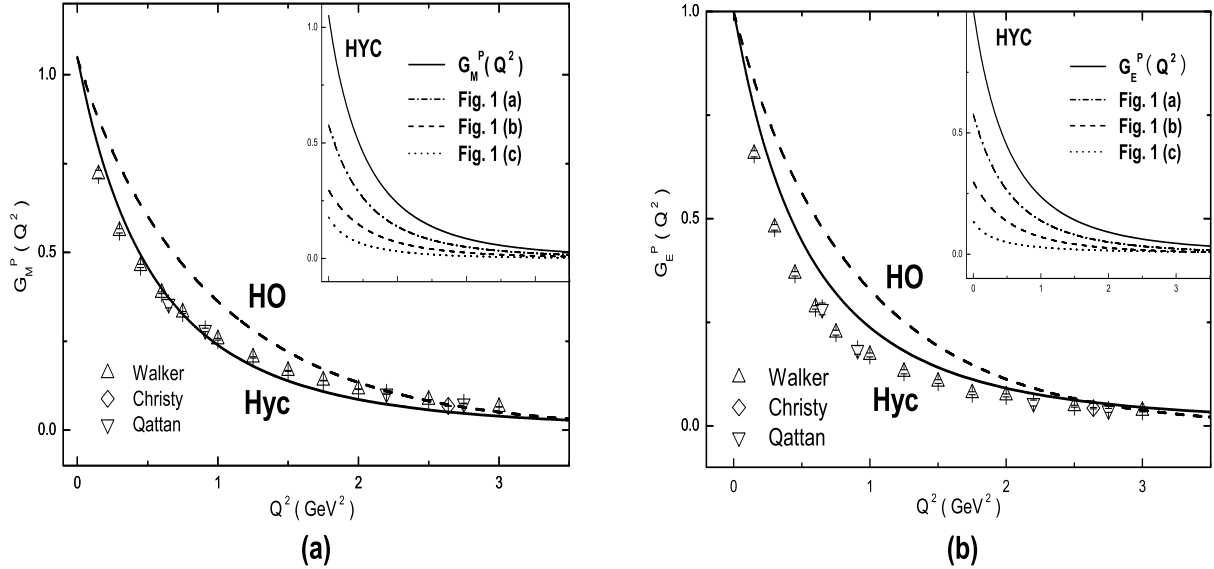 HYC
G_M^P(Q^2)
Fig. 1 (a)
Fig. 1 (b)
Fig. 1 (c)
1.0
0.5
0.0
1.0
0.5
0.0
G_M^P(Q^2)
HO
Hyc
Walker
Christy
Qattan
0 1 2 3
Q^2 (GeV^2)
(a)
HYC
G_E^P(Q^2)
Fig. 1 (a)
Fig. 1 (b)
Fig. 1 (c)
0.5
0.0
0 1 2 3
1.0
0.5
0.0
G_E^P(Q^2)
HO
Hyc
Walker
Christy
Qattan
0 1 2 3
Q^2 (GeV^2)
(b)